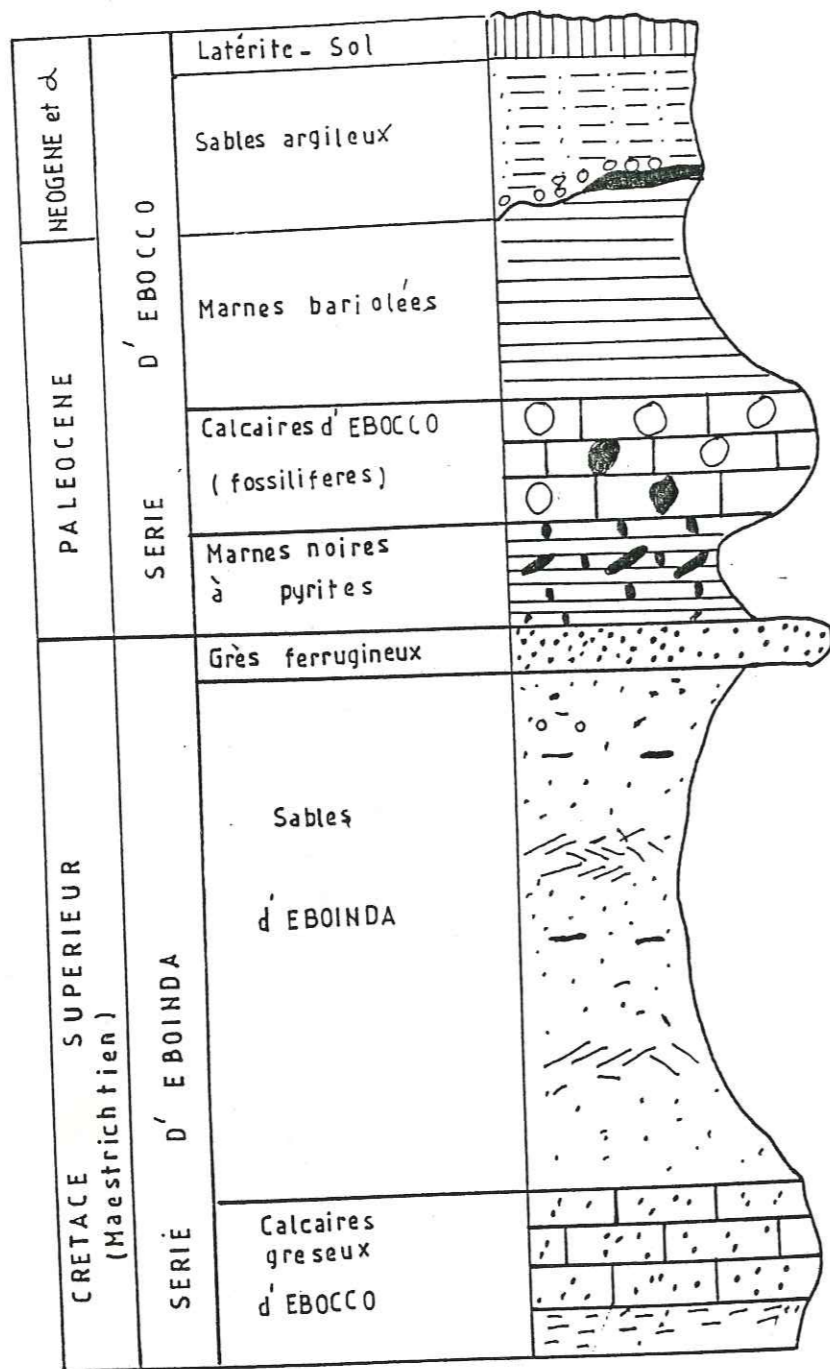 NEOGENE et α
PALEOCENE
CRETACE SUPERIEUR
(Maestrichtien)
SERIE D'EBOCCO
SERIE D'EBOINDA
Latérite - Sol
Sables argileux
Marnes bariolées
Calcaires d'EBOCCO
(fossiliferes)
Marnes noires
à pyrites
Grès ferrugineux
Sables
d'EBOINDA
Calcaires
greseux
d'EBOCCO